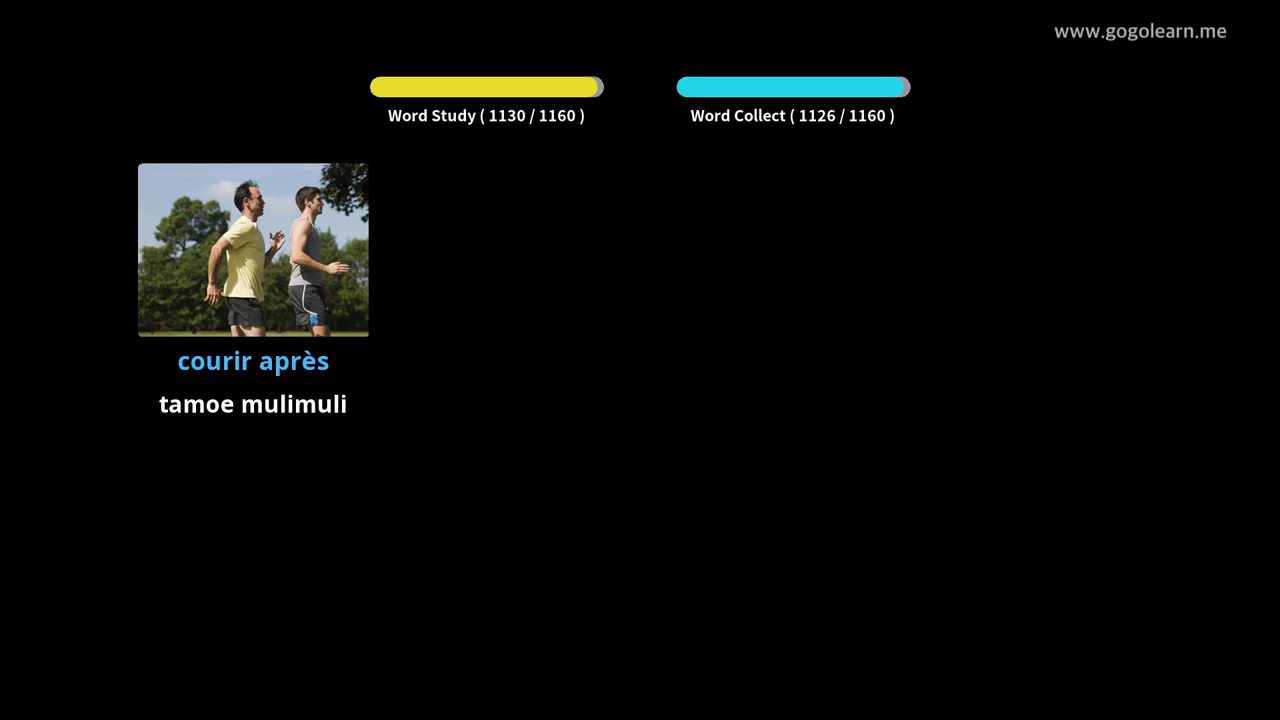 www.gogolearn.me
Word Study ( 1130 / 1160 )
Word Collect ( 1126 / 1160 )
courir après
tamoe mulimuli